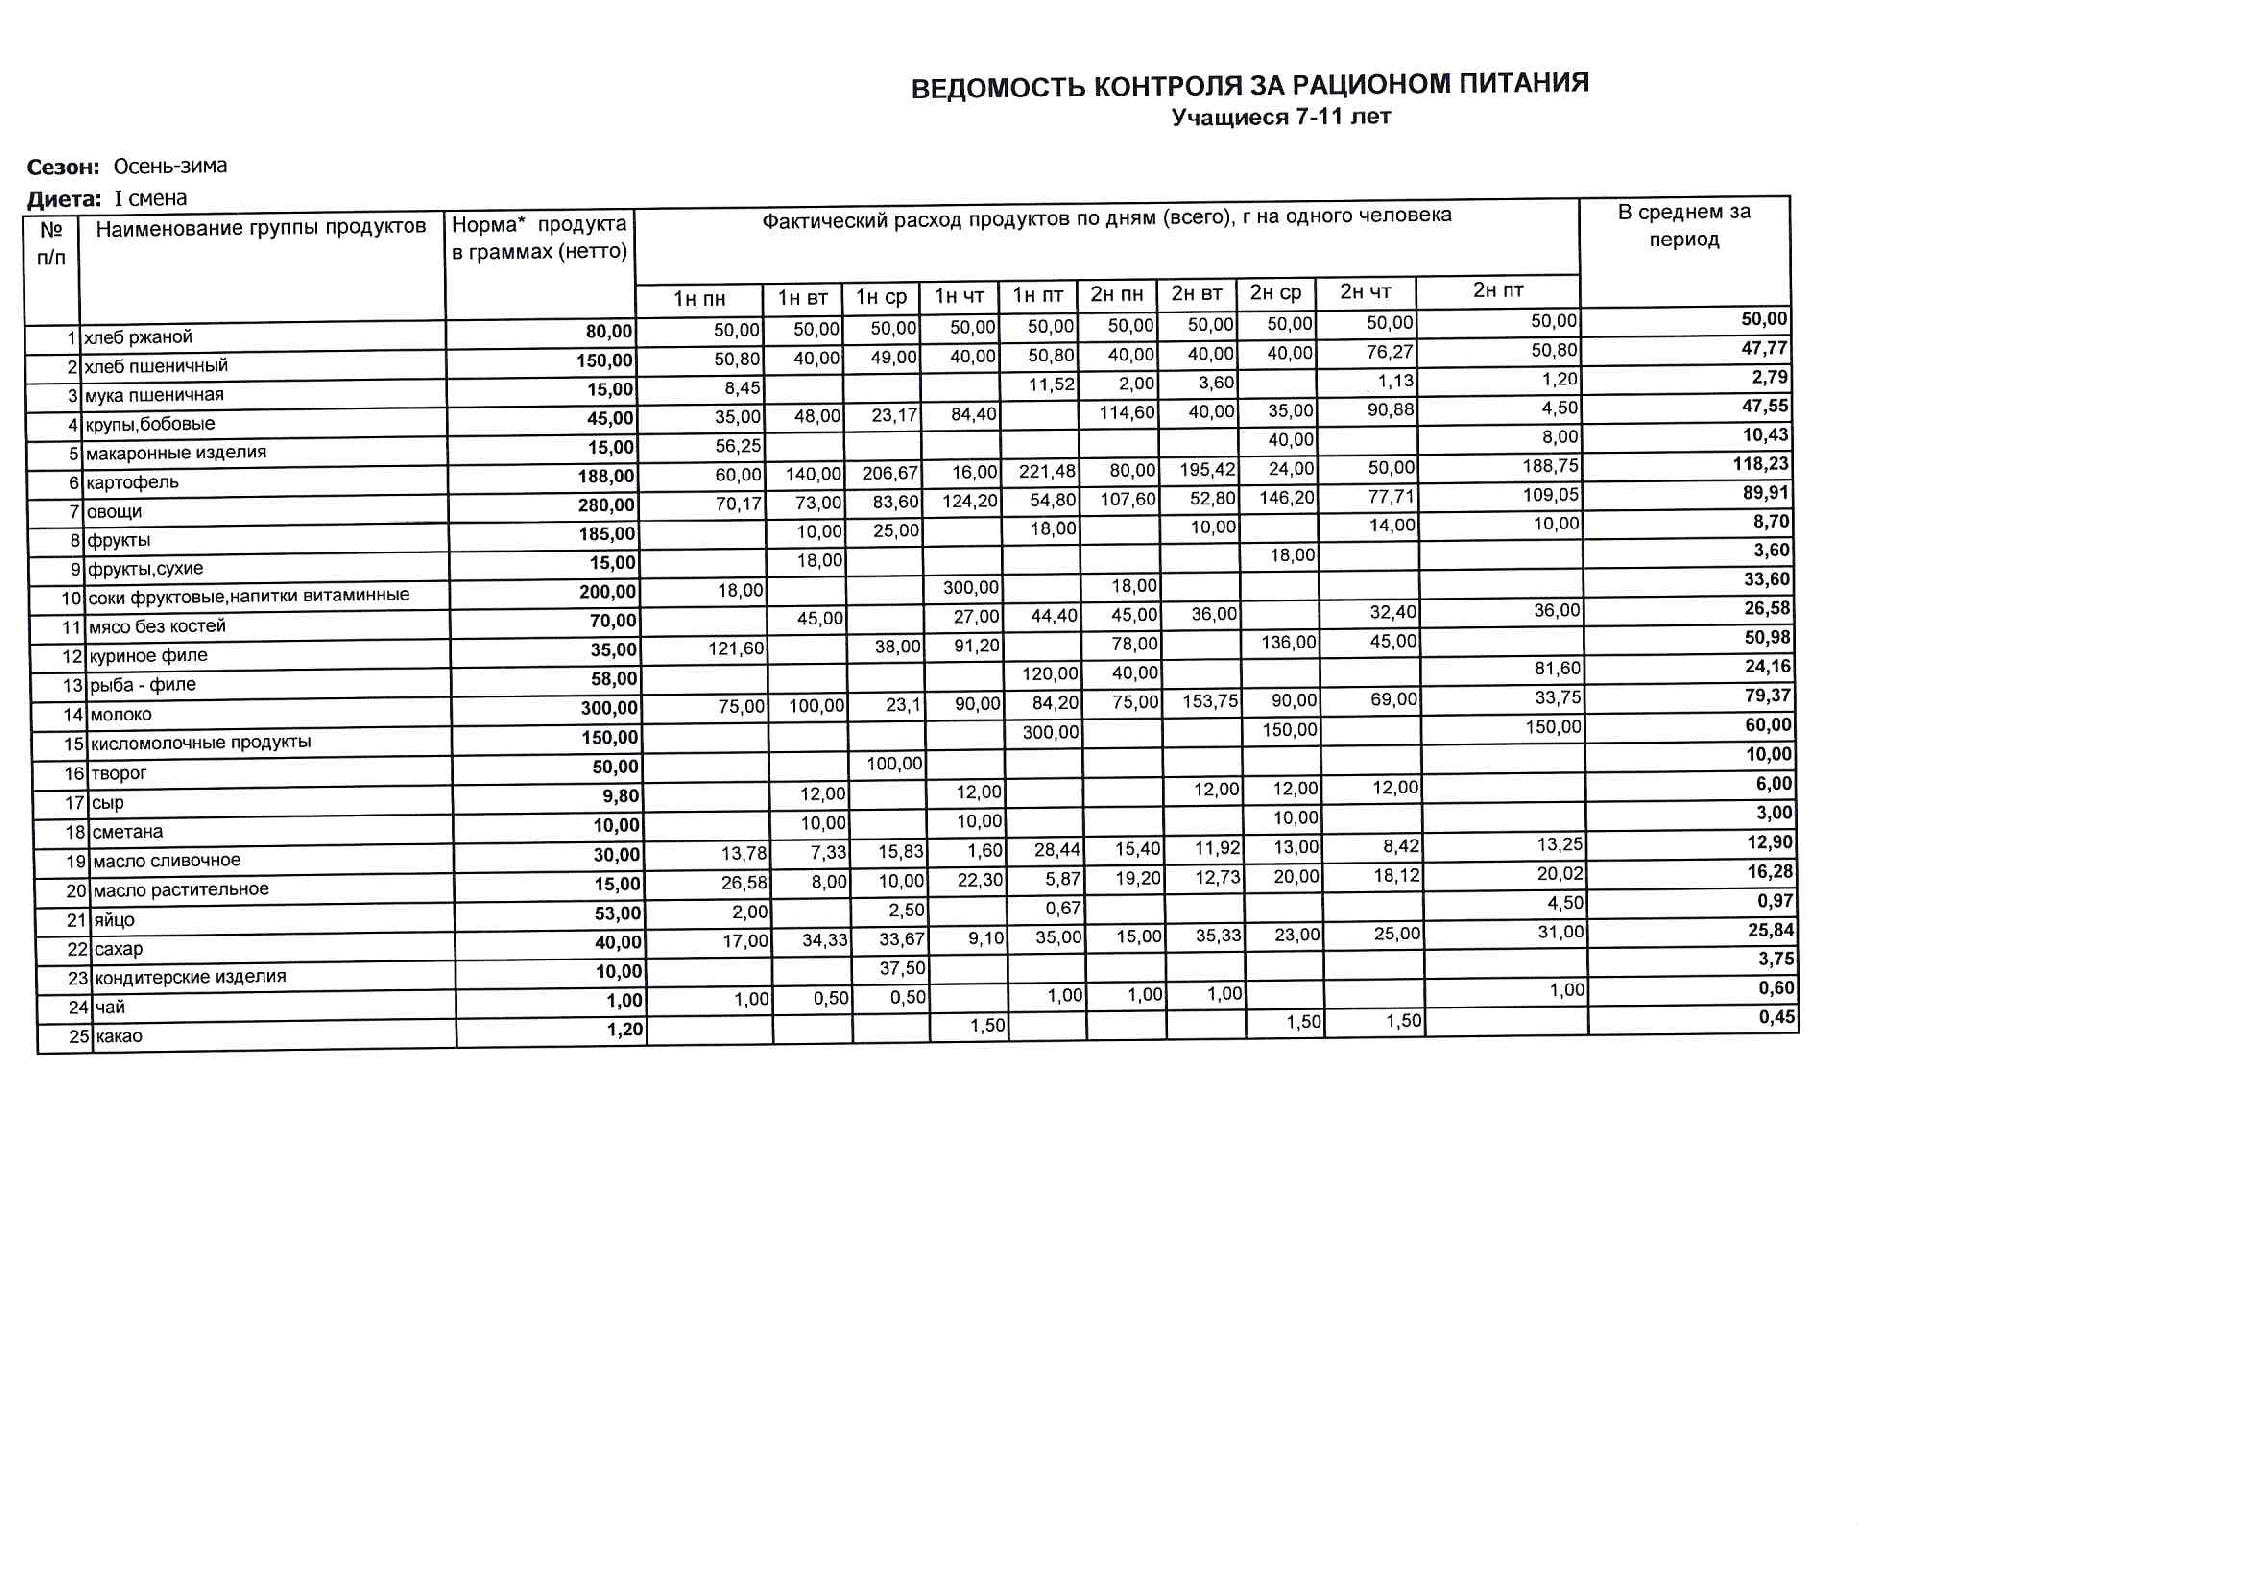 ВЕДОМОСТЬ КОНТРОЛЯ ЗА РАЦИОНОМ ПИТАНИЯ
Учащиеся 7-11 лет
Сезон: Осень-зима
Диета: I смена
№ п/п Наименование группы продуктов Норма* продукта в граммах (нетто) Фактический расход продуктов по дням (всего), г на одного человека В среднем за период
1н пн 1н вт 1н ср 1н чт 1н пт 2н пн 2н вт 2н ср 2н чт 2н пт
1 хлеб ржаной 80,00 50,00 50,00 50,00 50,00 50,00 50,00 50,00 50,00 50,00 50,00 50,00
2 хлеб пшеничный 150,00 50,80 40,00 49,00 40,00 50,80 40,00 40,00 40,00 76,27 50,80 47,77
3 мука пшеничная 15,00 8,45 11,52 2,00 3,60 1,13 1,20 2,79
4 крупы,бобовые 45,00 35,00 48,00 23,17 84,40 114,60 40,00 35,00 90,88 4,50 47,55
5 макаронные изделия 15,00 56,25 40,00 8,00 10,43
6 картофель 188,00 60,00 140,00 206,67 16,00 221,48 80,00 195,42 24,00 50,00 188,75 118,23
7 овощи 280,00 70,17 73,00 83,60 124,20 54,80 107,60 52,80 146,20 77,71 109,05 89,91
8 фрукты 185,00 10,00 25,00 18,00 10,00 14,00 10,00 8,70
9 фрукты,сухие 15,00 18,00 18,00 3,60
10 соки фруктовые,напитки витаминные 200,00 18,00 300,00 18,00 33,60
11 мясо без костей 70,00 45,00 27,00 44,40 45,00 36,00 32,40 36,00 26,58
12 куриное филе 35,00 121,60 38,00 91,20 78,00 136,00 45,00 50,98
13 рыба - филе 58,00 120,00 40,00 81,60 24,16
14 молоко 300,00 75,00 100,00 23,1 90,00 84,20 75,00 153,75 90,00 69,00 33,75 79,37
15 кисломолочные продукты 150,00 300,00 150,00 150,00 60,00
16 творог 50,00 100,00 10,00
17 сыр 9,80 12,00 12,00 12,00 12,00 12,00 6,00
18 сметана 10,00 10,00 10,00 10,00 3,00
19 масло сливочное 30,00 13,78 7,33 15,83 1,60 28,44 15,40 11,92 13,00 8,42 13,25 12,90
20 масло растительное 15,00 26,58 8,00 10,00 22,30 5,87 19,20 12,73 20,00 18,12 20,02 16,28
21 яйцо 53,00 2,00 2,50 0,67 4,50 0,97
22 сахар 40,00 17,00 34,33 33,67 9,10 35,00 15,00 35,33 23,00 25,00 31,00 25,84
23 кондитерские изделия 10,00 37,50 3,75
24 чай 1,00 1,00 0,50 0,50 1,00 1,00 1,00 1,00 0,60
25 какао 1,20 1,50 1,50 1,50 0,45